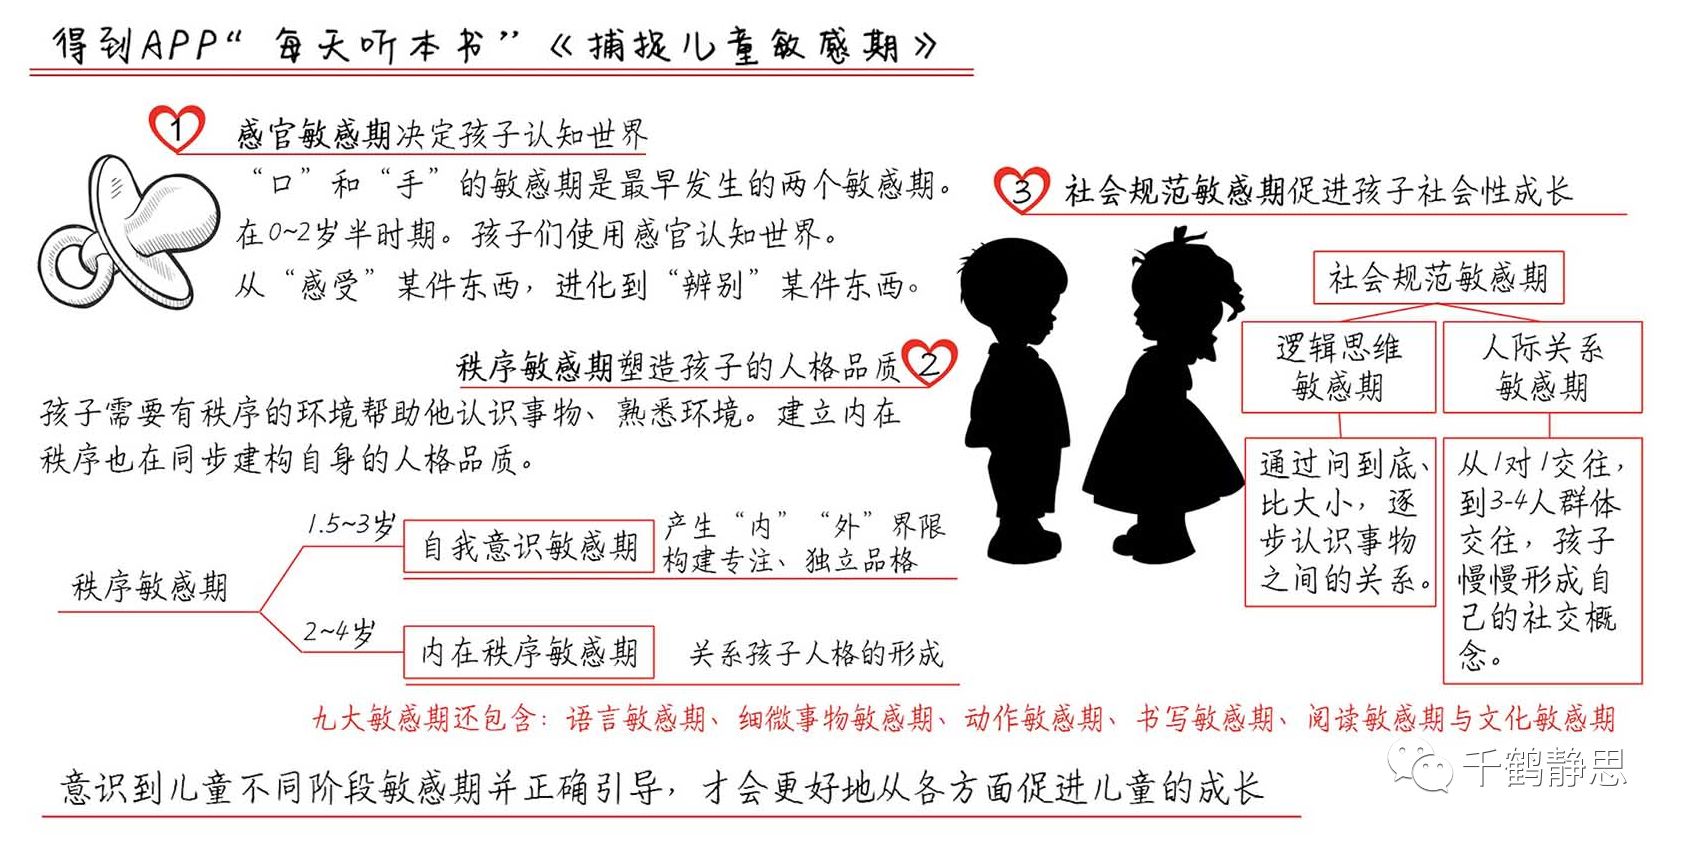 得到APP“每天听本书”《捕捉儿童敏感期》
1
感官敏感期决定孩子认知世界
“口”和“手”的敏感期是最早发生的两个敏感期。
在0~2岁半时期。孩子们使用感官认知世界。
从“感受”某件东西，进化到“辨别”某件东西。
秩序敏感期塑造孩子的人格品质
2
孩子需要有秩序的环境帮助他认识事物、熟悉环境。建立内在
秩序也在同步建构自身的人格品质。
秩序敏感期
1.5~3岁
自我意识敏感期
产生“内”“外”界限
构建专注、独立品格
2~4岁
内在秩序敏感期
关系孩子人格的形成
3
社会规范敏感期促进孩子社会性成长
社会规范敏感期
逻辑思维
敏感期
通过问到底、
比大小，逐
步认识事物
之间的关系。
人际关系
敏感期
从1对1交往，
到3-4人群体
交往，孩子
慢慢形成自
己的社交概
念。
九大敏感期还包含：语言敏感期、细微事物敏感期、动作敏感期、书写敏感期、阅读敏感期与文化敏感期
意识到儿童不同阶段敏感期并正确引导，才会更好地从各方面促进儿童的成长
千鹤静思